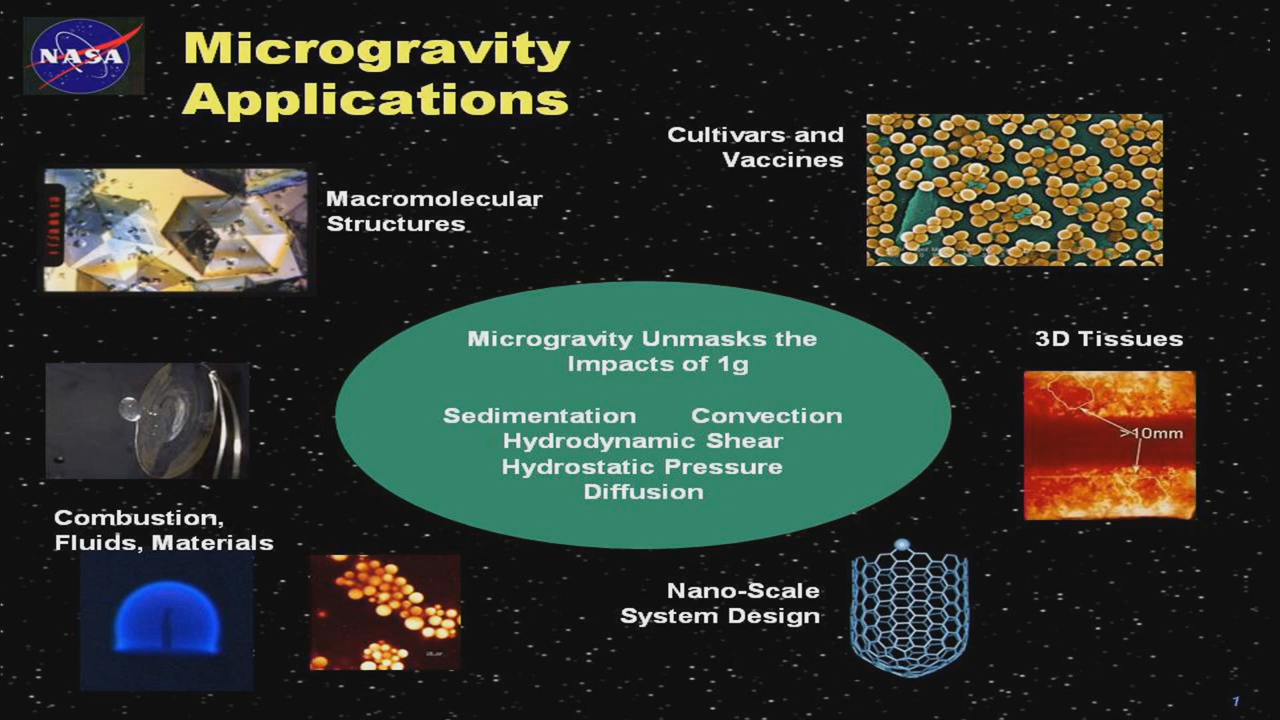 NASA
Microgravity
Applications
Cultivars and
Vaccines
Macromolecular
Structures
Microgravity Unmasks the
Impacts of 1g
Sedimentation Convection
Hydrodynamic Shear
Hydrostatic Pressure
Diffusion
3D Tissues
>10mm
Combustion,
Fluids, Materials
Nano-Scale
System Design
1